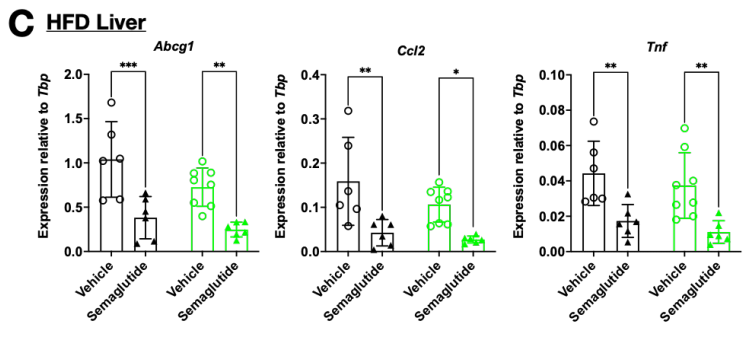 C HFD Liver
Abcg1
Expression relative to Tbp
2.0
1.5
1.0
0.5
0.0
***
**
Vehicle
Semaglutide
Vehicle
Semaglutide
Ccl2
Expression relative to Tbp
0.4
0.3
0.2
0.1
0.0
**
*
Vehicle
Semaglutide
Vehicle
Semaglutide
Tnf
Expression relative to Tbp
0.10
0.08
0.06
0.04
0.02
0.00
**
**
Vehicle
Semaglutide
Vehicle
Semaglutide